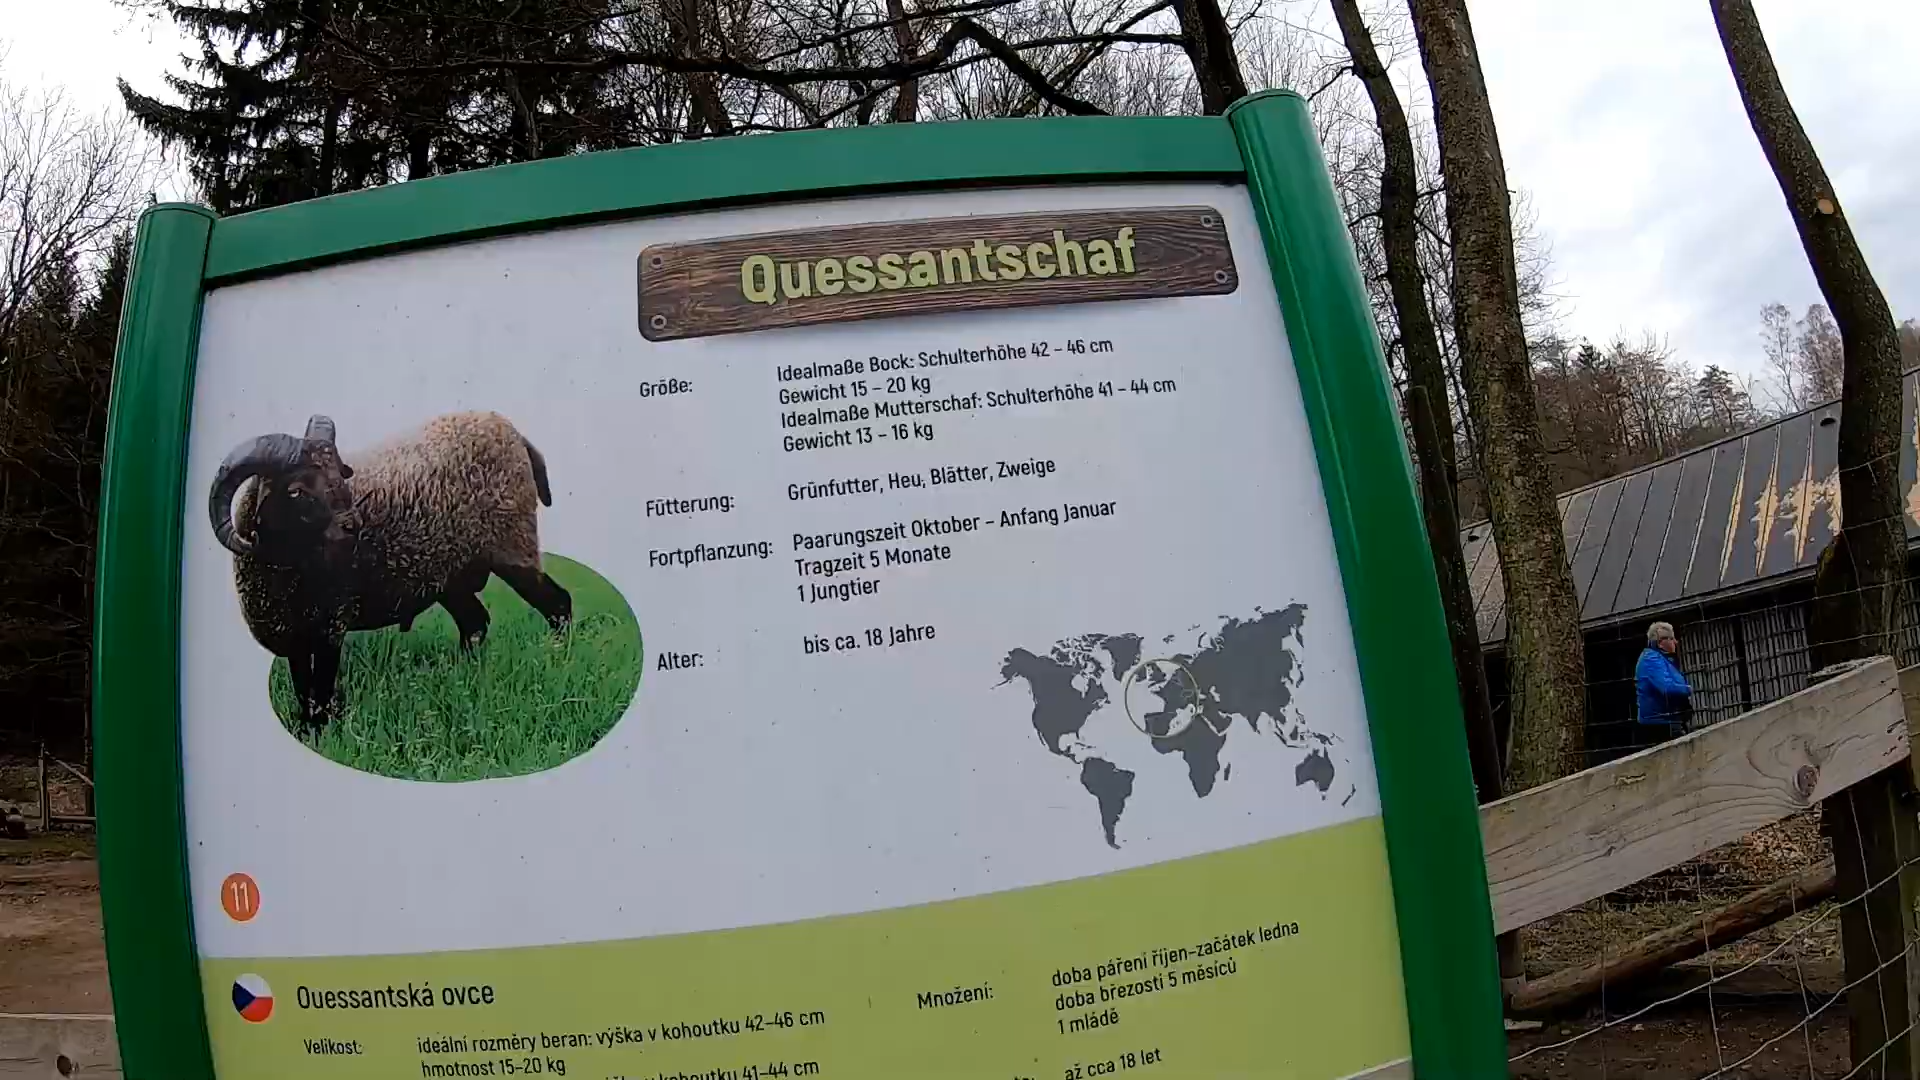 Quessantschaf
Größe:
Idealmaße Bock: Schulterhöhe 42 – 46 cm
Gewicht 15 – 20 kg
Idealmaße Mutterschaf: Schulterhöhe 41 – 44 cm
Gewicht 13 – 16 kg
Fütterung:
Grünfutter, Heu, Blätter, Zweige
Fortpflanzung:
Paarungszeit Oktober – Anfang Januar
Tragzeit 5 Monate
1 Jungtier
Alter:
bis ca. 18 Jahre
11
Ouessantská ovce
Velikost:
ideální rozměry beran: výška v kohoutku 42–46 cm
hmotnost 15–20 kg
kohoutku 41–44 cm
Množení:
doba páření říjen–začátek ledna
doba březosti 5 měsíců
1 mládě
až cca 18 let